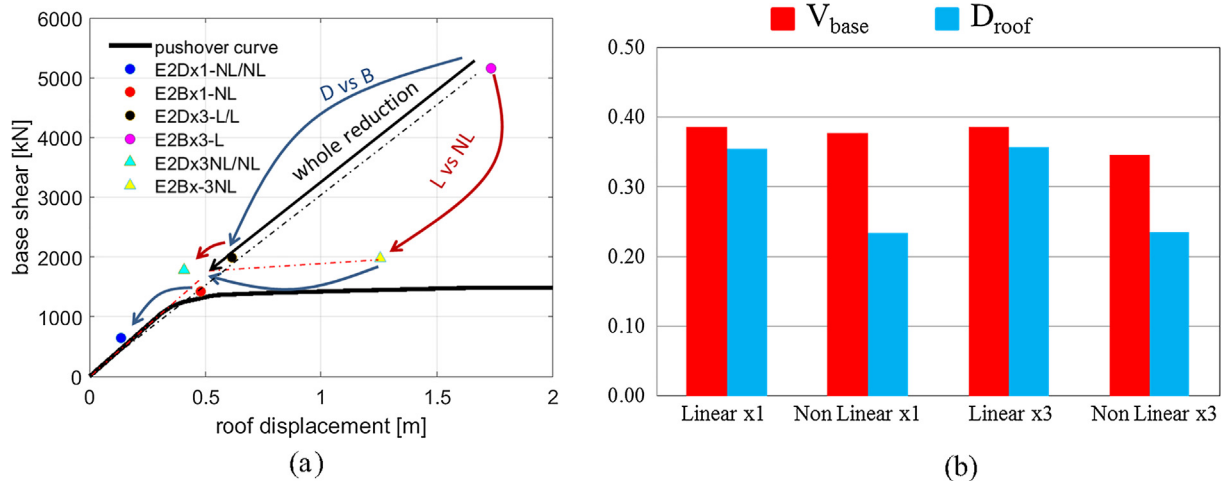 pushover curve
E2Dx1-NL/NL
E2Bx1-NL
E2Dx3-L/L
E2Bx3-L
E2Dx3NL/NL
E2Bx-3NL
D vs B
whole reduction
L vs NL
base shear [kN]
6000
5000
4000
3000
2000
1000
0
0 0.5 1 1.5 2
roof displacement [m]
(a)
Vbase Droof
0.50
0.40
0.30
0.20
0.10
0.00
Linear x1 Non Linear x1 Linear x3 Non Linear x3
(b)